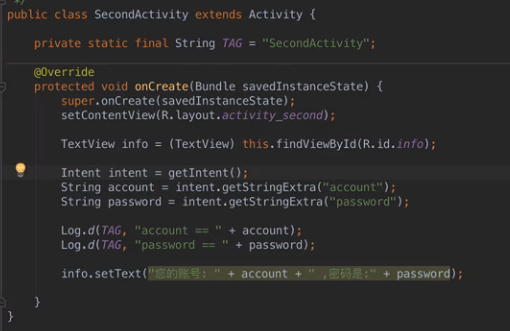 */
public class SecondActivity extends Activity {
private static final String TAG = "SecondActivity";
@Override
protected void onCreate(Bundle savedInstanceState) {
super.onCreate(savedInstanceState);
setContentView(R.layout.activity_second);
TextView info = (TextView) this.findViewById(R.id.info);
Intent intent = getIntent();
String account = intent.getStringExtra("account");
String password = intent.getStringExtra("password");
Log.d(TAG, "account == " + account);
Log.d(TAG, "password == " + password);
info.setText("您的账号: " + account + " ,密码是:" + password);
}
}